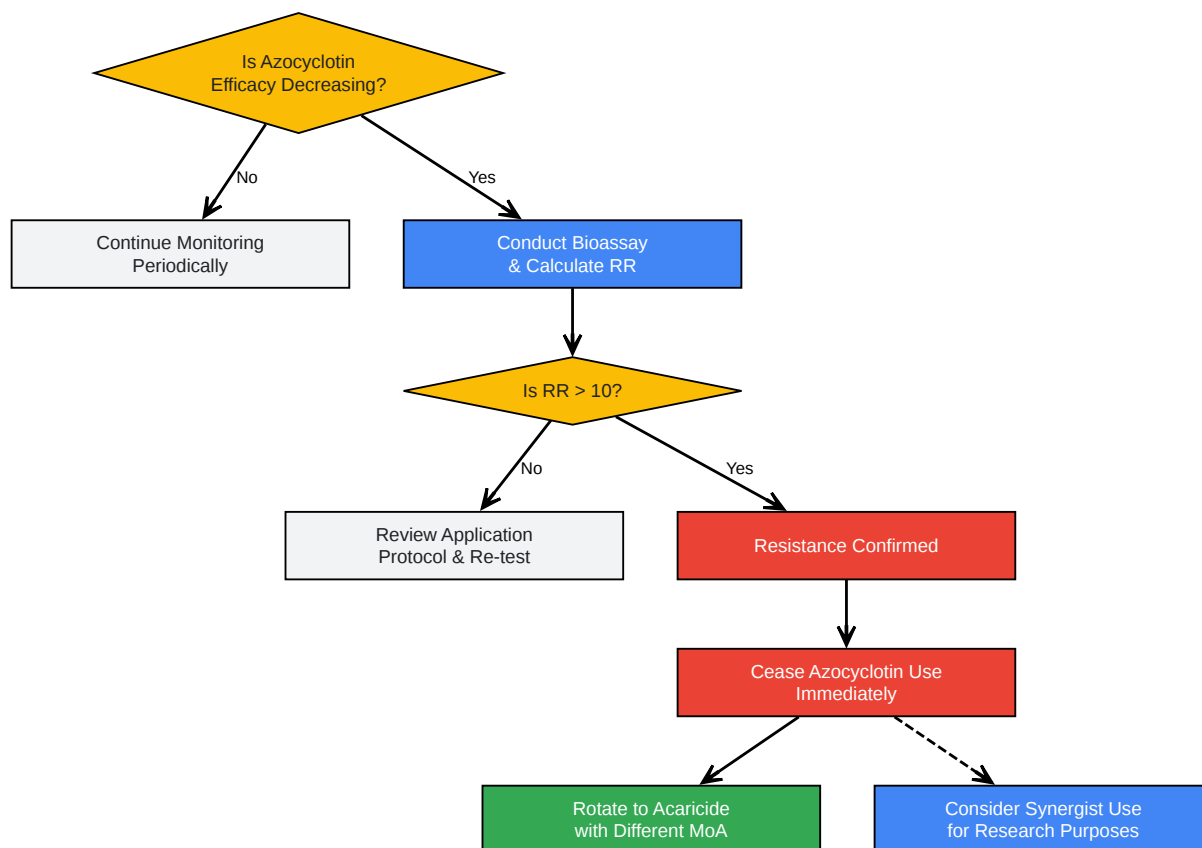 Is Azocyclotin
Efficacy Decreasing?
No
Yes
Continue Monitoring
Periodically
Conduct Bioassay
& Calculate RR
Is RR > 10?
No
Yes
Review Application
Protocol & Re-test
Resistance Confirmed
Cease Azocyclotin Use
Immediately
Rotate to Acaricide
with Different MoA
Consider Synergist Use
for Research Purposes